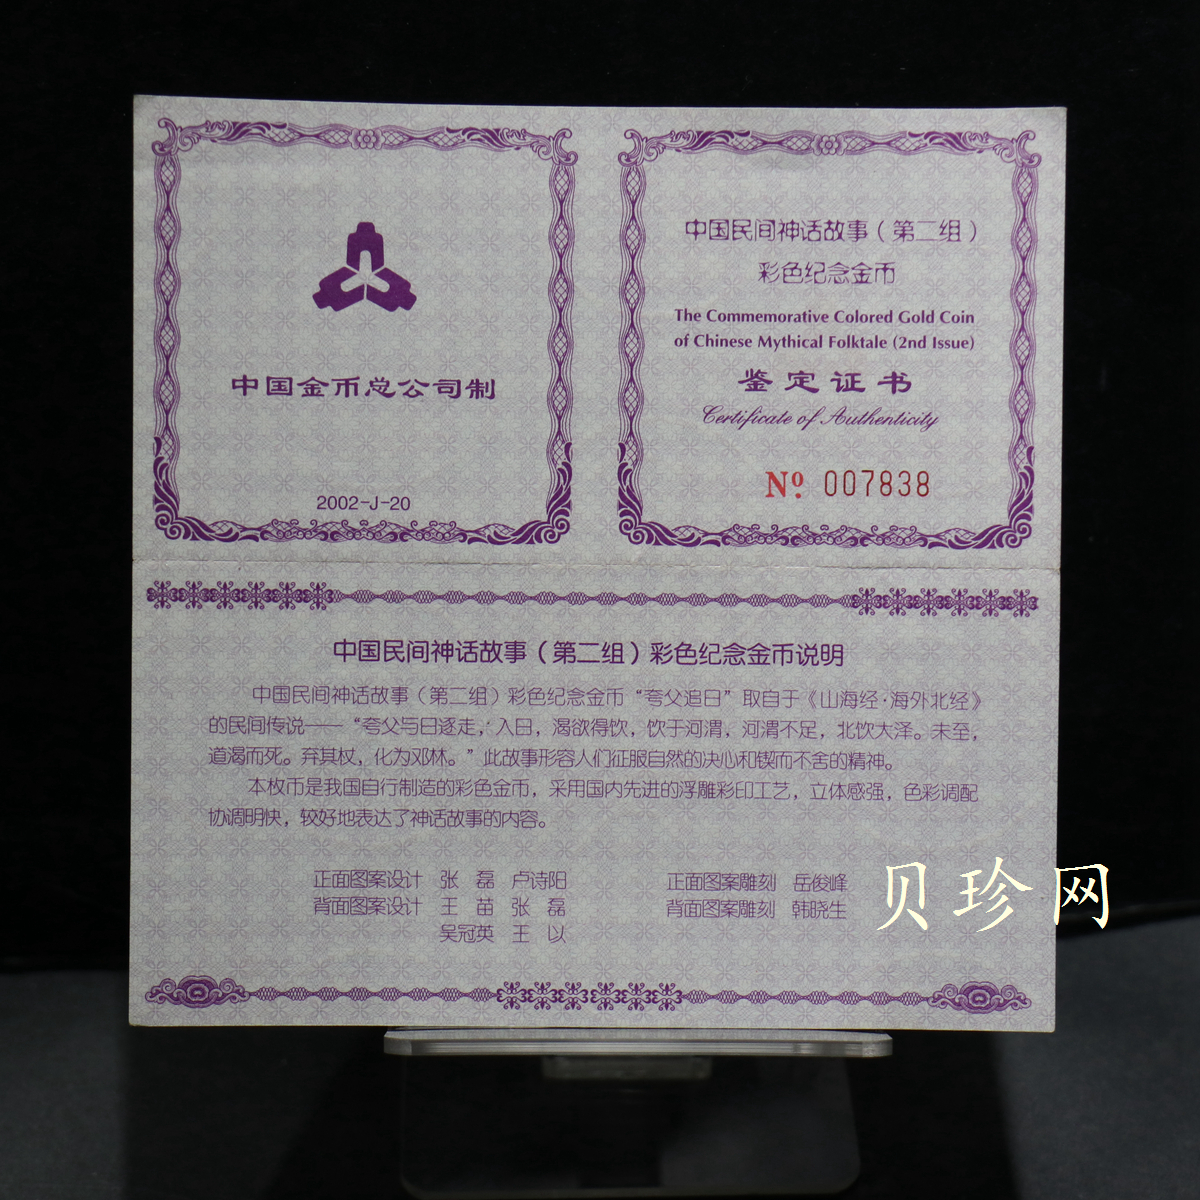 中国金币总公司制
2002-J-20
中国民间神话故事（第二组）
彩色纪念金币
The Commemorative Colored Gold Coin
of Chinese Mythical Folktale (2nd Issue)
鉴定证书
Certificate of Authenticity
Nº 007838
中国民间神话故事（第二组）彩色纪念金币说明
中国民间神话故事（第二组）彩色纪念金币“夸父追日”取自于《山海经·海外北经》
的民间传说——“夸父与日逐走，入日，渴欲得饮，饮于河渭，河渭不足，北饮大泽。未至，
道渴而死。弃其杖，化为邓林。”此故事形容人们征服自然的决心和锲而不舍的精神。
本枚币是我国自行制造的彩色金币，采用国内先进的浮雕彩印工艺，立体感强，色彩调配
协调明快，较好地表达了神话故事的内容。
正面图案设计 张 磊 卢诗阳 正面图案雕刻 岳俊峰
背面图案设计 王 苗 张 磊 背面图案雕刻 韩晓生
吴冠英 王 以
贝珍网